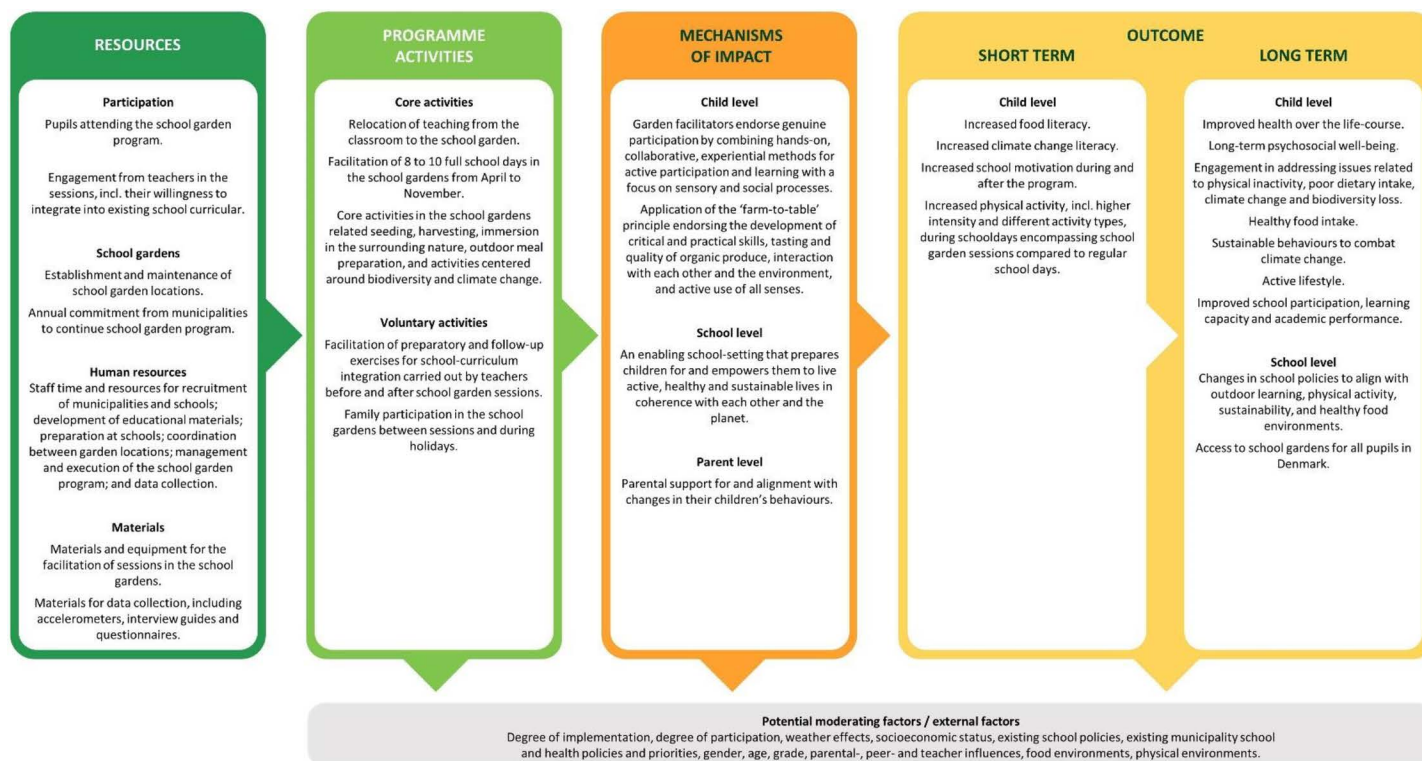 RESOURCES
Participation
Pupils attending the school garden
program.
Engagement from teachers in the
sessions, incl. their willingness to
integrate into existing school curricular.
School gardens
Establishment and maintenance of
school garden locations.
Annual commitment from municipalities
to continue school garden program.
Human resources
Staff time and resources for recruitment
of municipalities and schools;
development of educational materials;
preparation at schools; coordination
between garden locations; management
and execution of the school garden
program; and data collection.
Materials
Materials and equipment for the
facilitation of sessions in the school
gardens.
Materials for data collection, including
accelerometers, interview guides and
questionnaires.
PROGRAMME
ACTIVITIES
Core activities
Relocation of teaching from the
classroom to the school garden.
Facilitation of 8 to 10 full school days in
the school gardens from April to
November.
Core activities in the school gardens
related seeding, harvesting, immersion
in the surrounding nature, outdoor meal
preparation, and activities centered
around biodiversity and climate change.
Voluntary activities
Facilitation of preparatory and follow-up
exercises for school-curriculum
integration carried out by teachers
before and after school garden sessions.
Family participation in the school
gardens between sessions and during
holidays.
MECHANISMS
OF IMPACT
Child level
Garden facilitators endorse genuine
participation by combining hands-on,
collaborative, experiential methods for
active participation and learning with a
focus on sensory and social processes.
Application of the ‘farm-to-table’
principle endorsing the development of
critical and practical skills, tasting and
quality of organic produce, interaction
with each other and the environment,
and active use of all senses.
School level
An enabling school-setting that prepares
children for and empowers them to live
active, healthy and sustainable lives in
coherence with each other and the
planet.
Parent level
Parental support for and alignment with
changes in their children’s behaviours.
OUTCOME
SHORT TERM
Child level
Increased food literacy.
Increased climate change literacy.
Increased school motivation during and
after the program.
Increased physical activity, incl. higher
intensity and different activity types,
during schooldays encompassing school
garden sessions compared to regular
school days.
LONG TERM
Child level
Improved health over the life-course.
Long-term psychosocial well-being.
Engagement in addressing issues related
to physical inactivity, poor dietary intake,
climate change and biodiversity loss.
Healthy food intake.
Sustainable behaviours to combat
climate change.
Active lifestyle.
Improved school participation, learning
capacity and academic performance.
School level
Changes in school policies to align with
outdoor learning, physical activity,
sustainability, and healthy food
environments.
Access to school gardens for all pupils in
Denmark.
Potential moderating factors / external factors
Degree of implementation, degree of participation, weather effects, socioeconomic status, existing school policies, existing municipality school
and health policies and priorities, gender, age, grade, parental-, peer- and teacher influences, food environments, physical environments.